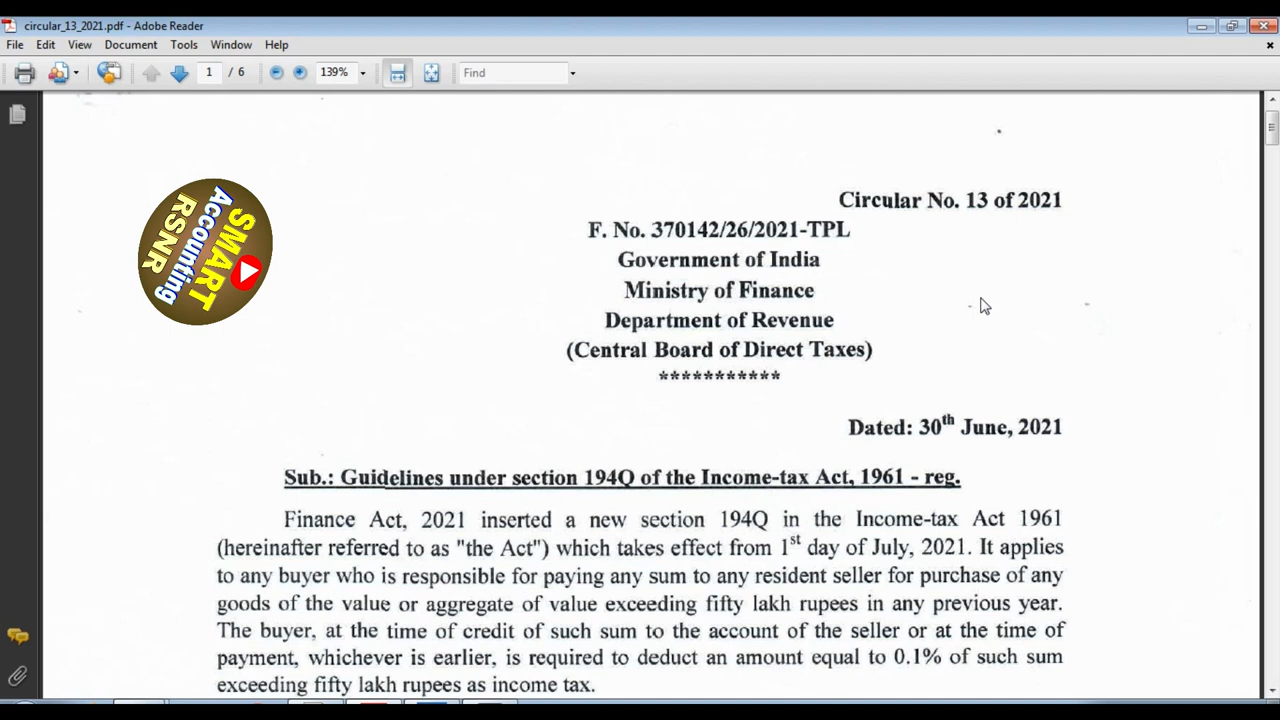 circular_13_2021.pdf - Adobe Reader
File Edit View Document Tools Window Help
1 / 6 139% Find
SMART
Accounting
RSNR
Circular No. 13 of 2021
F. No. 370142/26/2021-TPL
Government of India
Ministry of Finance
Department of Revenue
(Central Board of Direct Taxes)
***********
Dated: 30th June, 2021
Sub.: Guidelines under section 194Q of the Income-tax Act, 1961 - reg.
Finance Act, 2021 inserted a new section 194Q in the Income-tax Act 1961
(hereinafter referred to as "the Act") which takes effect from 1st day of July, 2021. It applies
to any buyer who is responsible for paying any sum to any resident seller for purchase of any
goods of the value or aggregate of value exceeding fifty lakh rupees in any previous year.
The buyer, at the time of credit of such sum to the account of the seller or at the time of
payment, whichever is earlier, is required to deduct an amount equal to 0.1% of such sum
exceeding fifty lakh rupees as income tax.